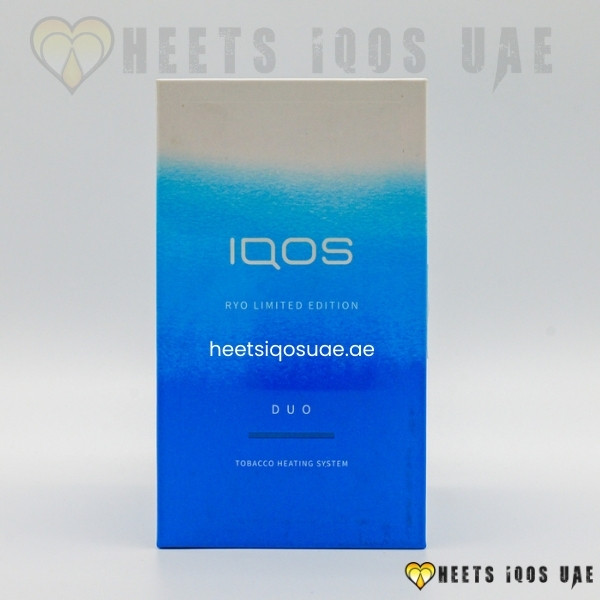 HEETS iQOS UAE
IQOS
RYO LIMITED EDITION
heetsiqosuae.ae
DUO
TOBACCO HEATING SYSTEM
HEETS iQOS UAE